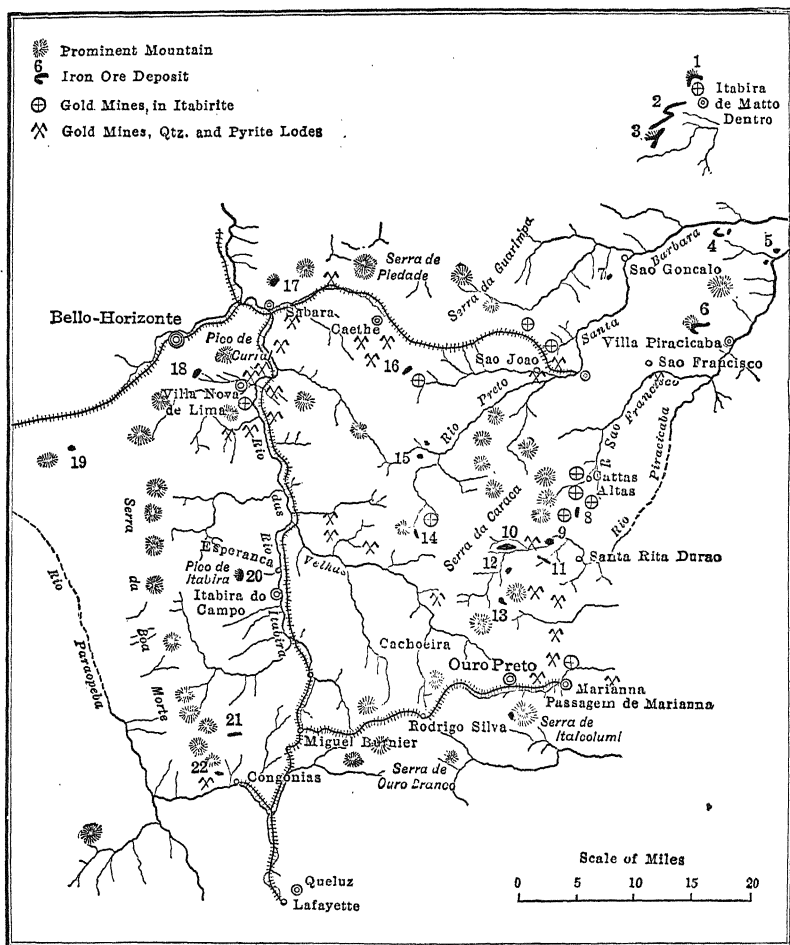 Prominent Mountain
6
Iron Ore Deposit
Gold Mines, in Itabirite
Gold Mines, Qtz. and Pyrite Lodes
1
Itabira
de Matto
Dentro
2
3
Serra da Guarimpa
Barbara
4
5
7
Sao Goncalo
Serra de
Piedade
17
Sabara
Bello-Horizonte
Caethe
Santa
6
Villa Piracicaba
Pico de
Curial
18
16
Sao Joao
Sao Francisco
Villa Nova
de Lima
Preto
Rio
R Sao Francisco
Piracicaba
Rio
19
15
Rio
das
Velhas
Cattas
Altas
8
Serra
da
Boa
Morte
14
Serra da Caraca
10
9
Rio
Paraopeba
Esperanca
Rio
Itabira
12
11
Santa Rita Durao
Pico de
Itabira
20
Itabira do
Campo
13
Cachoeira
Ouro Preto
Marianna
Passagem de Marianna
21
Rodrigo Silva
Serra de
Italcolumi
Miguel Burnier
22
Congonias
Serra de
Ouro Branco
Scale of Miles
0 5 10 15 20
Queluz
Lafayette